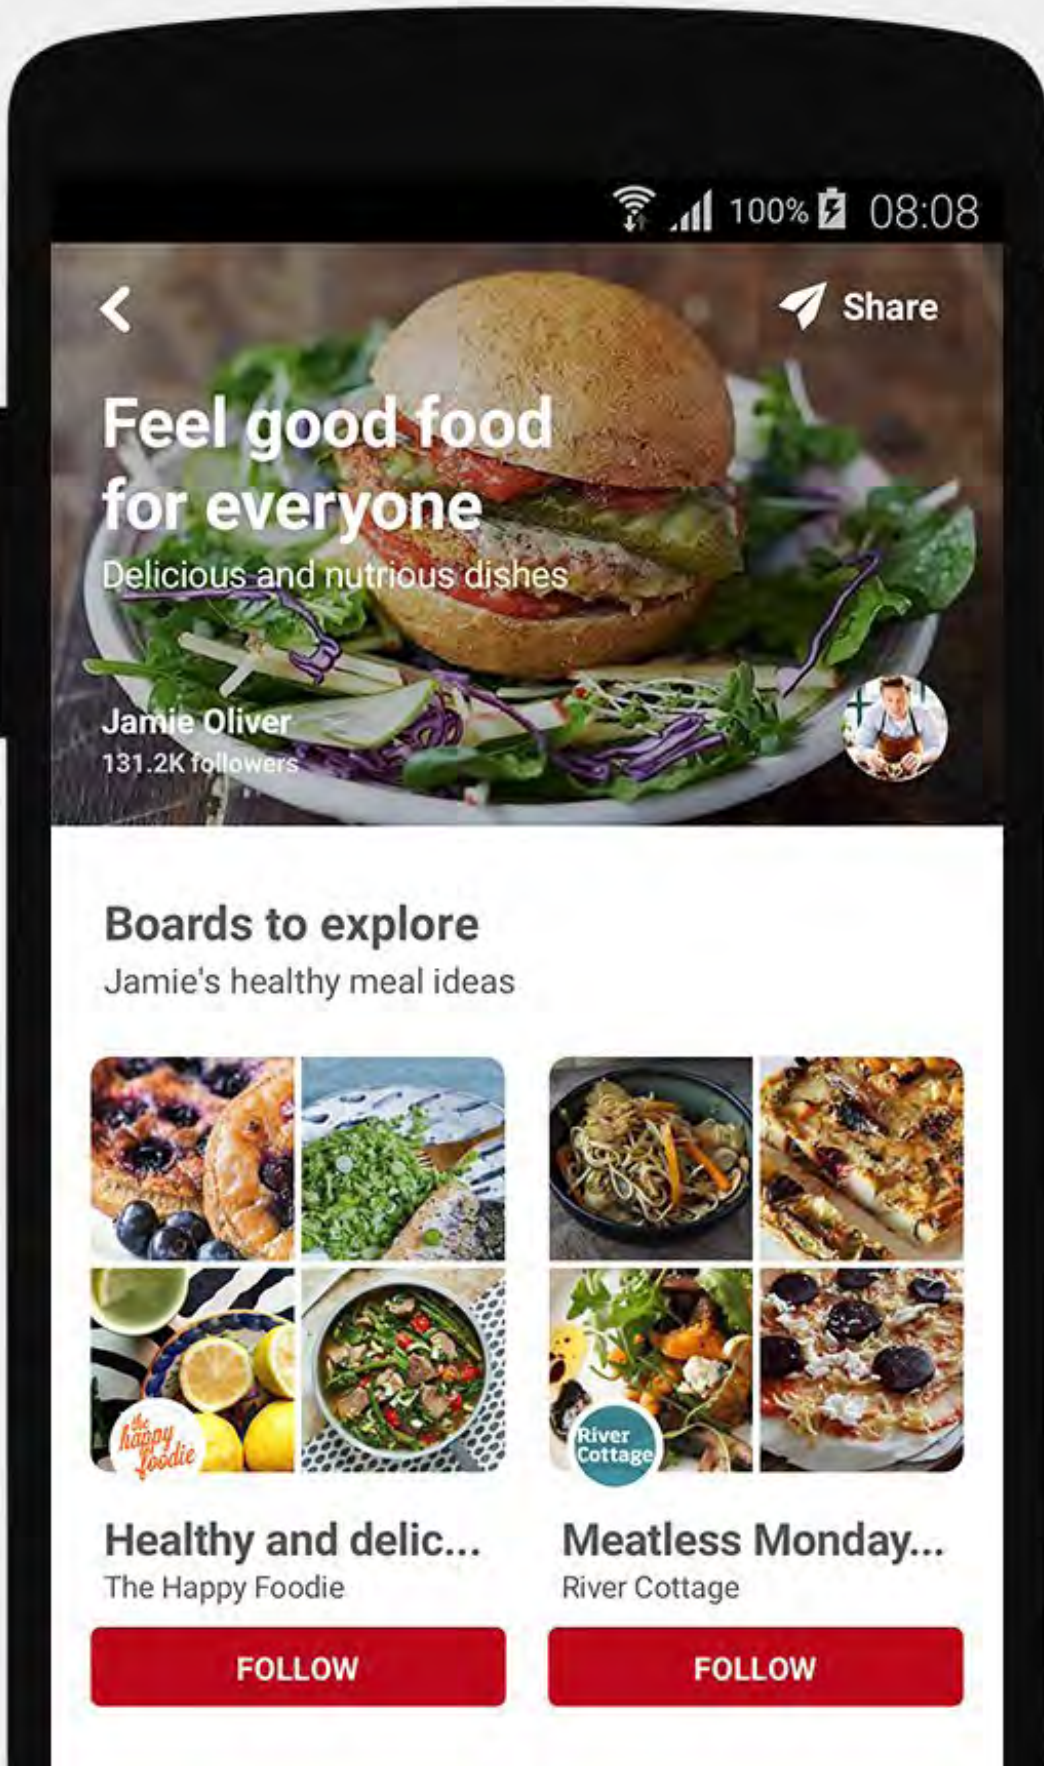 100% 08:08
Share
Feel good food
for everyone
Delicious and nutrious dishes
Jamie Oliver
131.2K followers
Boards to explore
Jamie's healthy meal ideas
the
happy
foodie
River
Cottage
Healthy and delic...
Meatless Monday...
The Happy Foodie
River Cottage
FOLLOW
FOLLOW